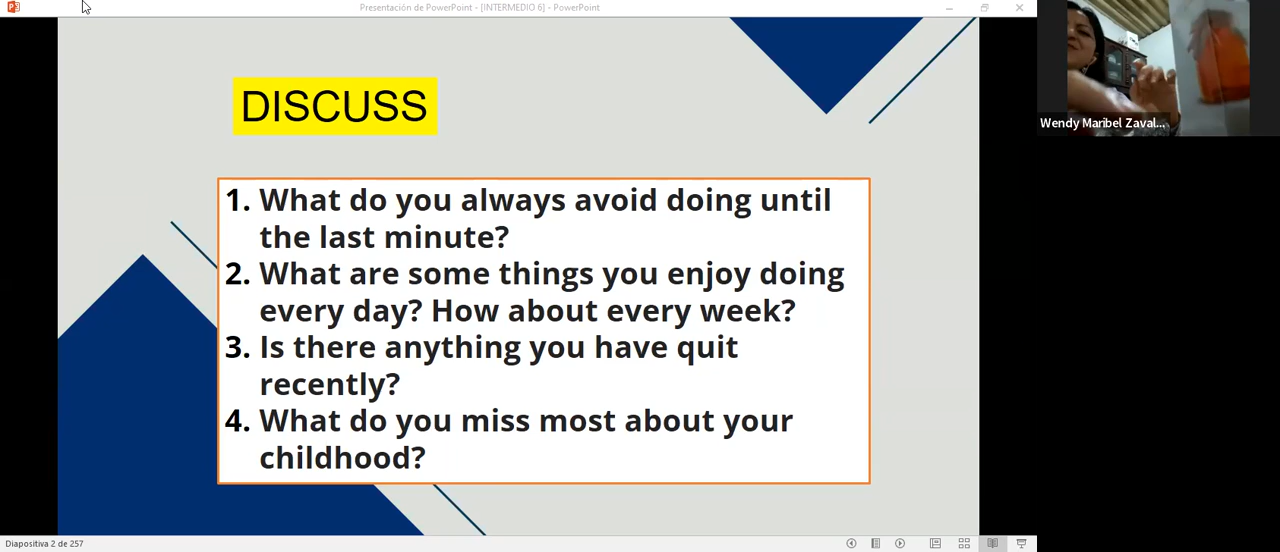 Presentación de PowerPoint - [INTERMEDIO 6] - PowerPoint
DISCUSS
1. What do you always avoid doing until
the last minute?
2. What are some things you enjoy doing
every day? How about every week?
3. Is there anything you have quit
recently?
4. What do you miss most about your
childhood?
Wendy Maribel Zaval...
Diapositiva 2 de 257